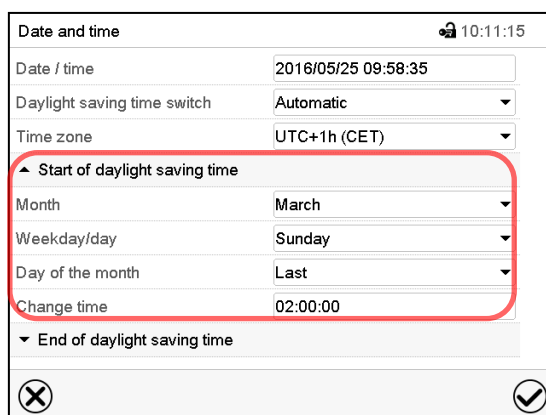 Date and time 10:11:15
Date / time 2016/05/25 09:58:35
Daylight saving time switch Automatic
Time zone UTC+1h (CET)
Start of daylight saving time
Month March
Weekday/day Sunday
Day of the month Last
Change time 02:00:00
End of daylight saving time